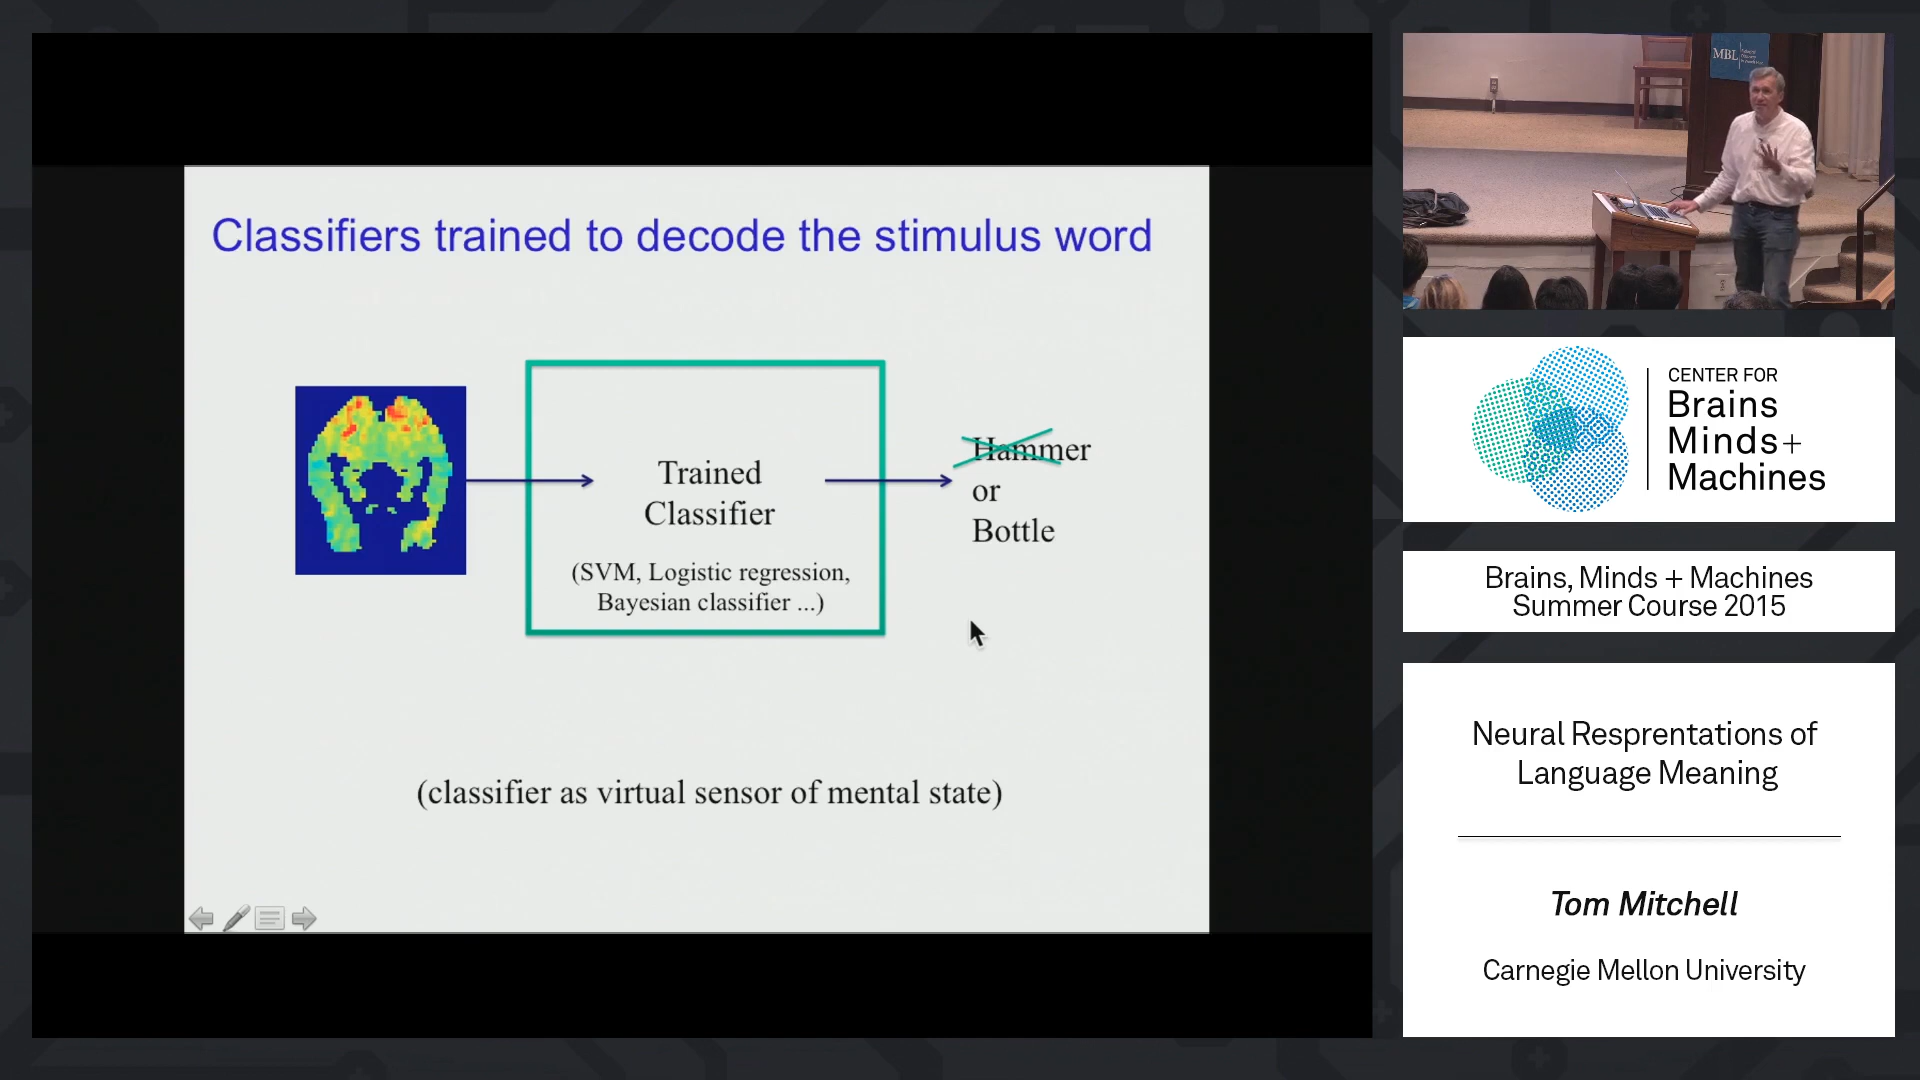 Classifiers trained to decode the stimulus word
Trained
Classifier
(SVM, Logistic regression,
Bayesian classifier ...)
Hammer
or
Bottle
(classifier as virtual sensor of mental state)
MBL
CENTER FOR
Brains
Minds+
Machines
Brains, Minds + Machines
Summer Course 2015
Neural Resprentations of
Language Meaning
Tom Mitchell
Carnegie Mellon University